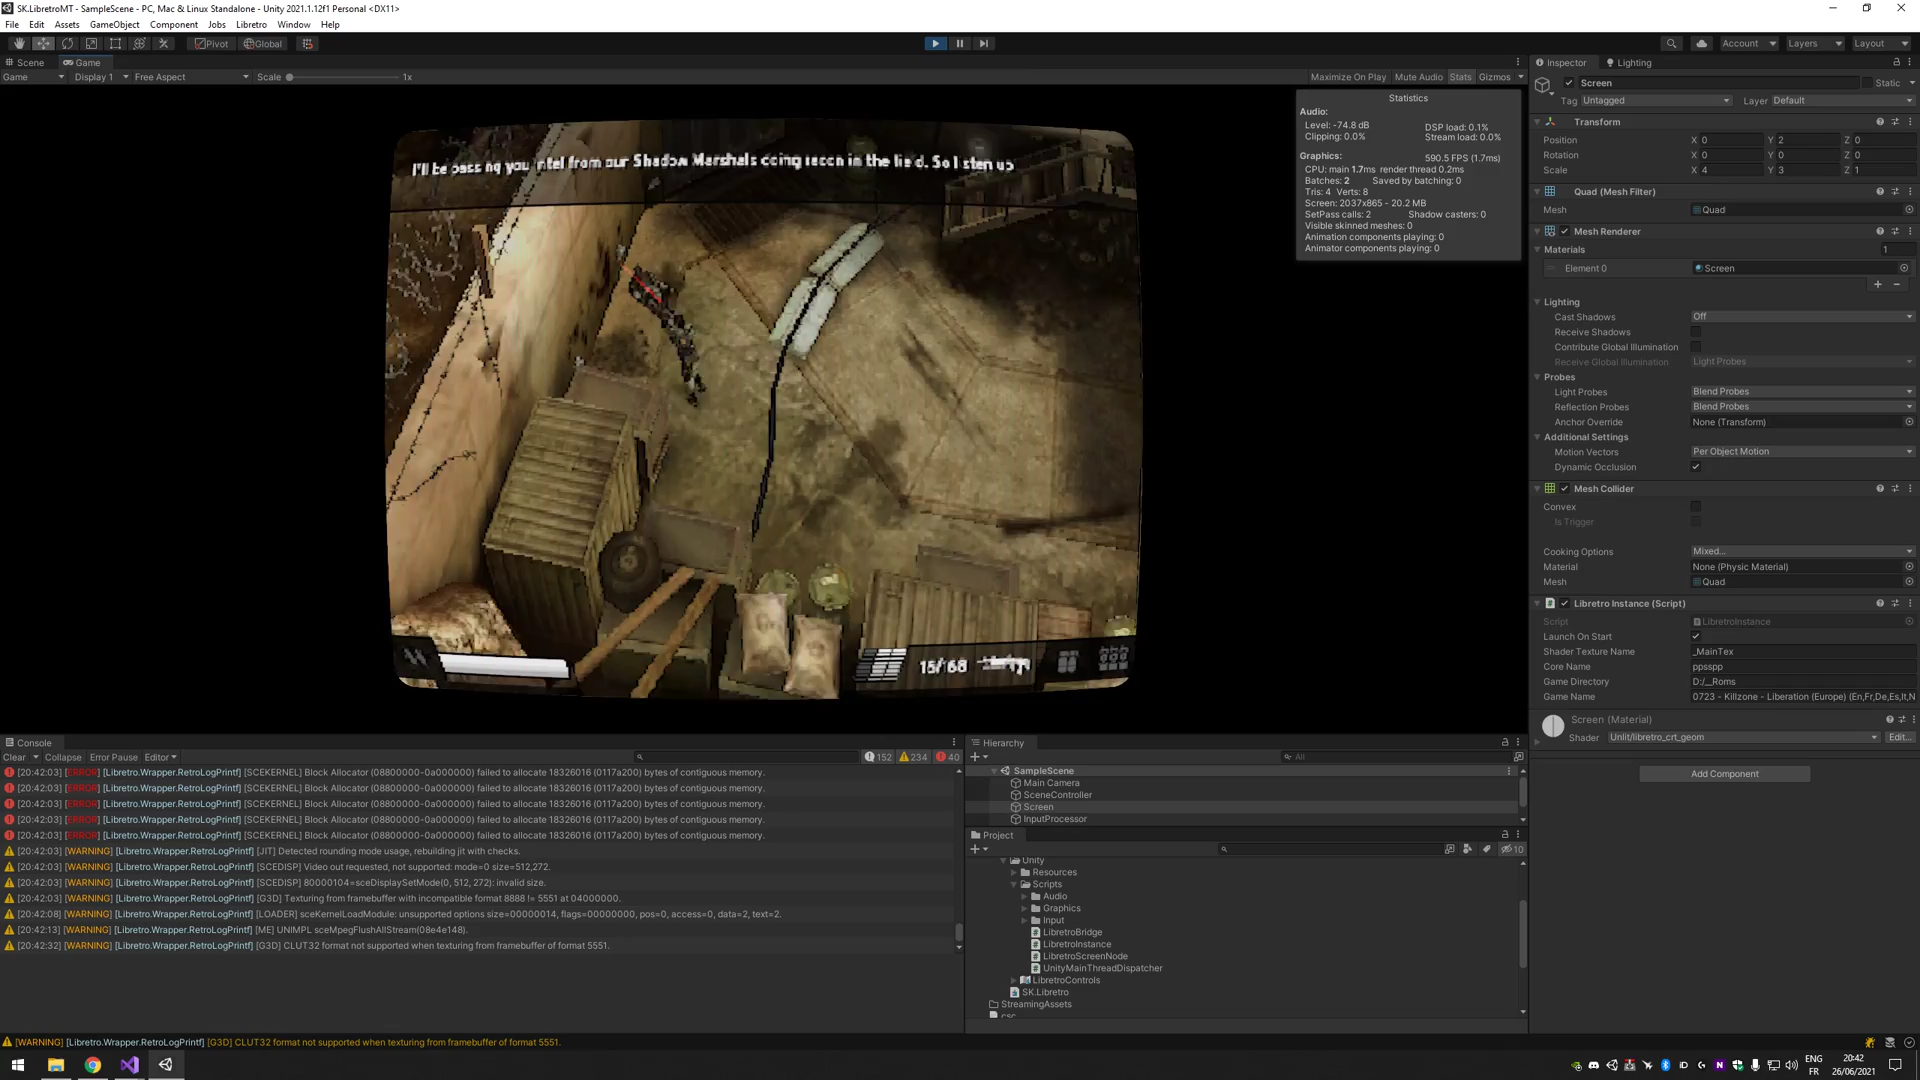 SK.LibretroMT - SampleScene - PC, Mac & Linux Standalone - Unity 2021.1.12f1 Personal <DX11>
File Edit Assets GameObject Component Jobs Libretro Window Help
Pivot Global
Account Layers Layout
Scene Game
Game Display 1 Free Aspect Scale 1x
Maximize On Play Mute Audio Stats Gizmos
I'll be passing you intel from our Shadow Marshals doing recon in the field. So listen up
15/168
Statistics
Audio:
Level: -74.8 dB DSP load: 0.1%
Clipping: 0.0% Stream load: 0.0%
Graphics: 590.5 FPS (1.7ms)
CPU: main 1.7ms render thread 0.2ms
Batches: 2 Saved by batching: 0
Tris: 4 Verts: 8
Screen: 2037x865 - 20.2 MB
SetPass calls: 2 Shadow casters: 0
Visible skinned meshes: 0
Animation components playing: 0
Animator components playing: 0
Inspector Lighting
Screen Static
Tag Untagged Layer Default
Transform
Position X 0 Y 2 Z 0
Rotation X 0 Y 0 Z 0
Scale X 4 Y 3 Z 1
Quad (Mesh Filter)
Mesh Quad
Mesh Renderer
Materials 1
Element 0 Screen
Lighting
Cast Shadows Off
Receive Shadows
Contribute Global Illumination
Receive Global Illumination Light Probes
Probes
Light Probes Blend Probes
Reflection Probes Blend Probes
Anchor Override None (Transform)
Additional Settings
Motion Vectors Per Object Motion
Dynamic Occlusion
Mesh Collider
Convex
Is Trigger
Cooking Options Mixed...
Material None (Physic Material)
Mesh Quad
Libretro Instance (Script)
Script LibretroInstance
Launch On Start
Shader Texture Name _MainTex
Core Name ppsspp
Game Directory D:/__Roms
Game Name 0723 - Killzone - Liberation (Europe) (En,Fr,De,Es,It,N
Screen (Material)
Shader Unlit/libretro_crt_geom Edit...
Add Component
Console
Clear Collapse Error Pause Editor 152 234 40
[20:42:03] [ERROR] [Libretro.Wrapper.RetroLogPrintf] [SCEKERNEL] Block Allocator (08800000-0a000000) failed to allocate 18326016 (0117a200) bytes of contiguous memory.
[20:42:03] [ERROR] [Libretro.Wrapper.RetroLogPrintf] [SCEKERNEL] Block Allocator (08800000-0a000000) failed to allocate 18326016 (0117a200) bytes of contiguous memory.
[20:42:03] [ERROR] [Libretro.Wrapper.RetroLogPrintf] [SCEKERNEL] Block Allocator (08800000-0a000000) failed to allocate 18326016 (0117a200) bytes of contiguous memory.
[20:42:03] [ERROR] [Libretro.Wrapper.RetroLogPrintf] [SCEKERNEL] Block Allocator (08800000-0a000000) failed to allocate 18326016 (0117a200) bytes of contiguous memory.
[20:42:03] [ERROR] [Libretro.Wrapper.RetroLogPrintf] [SCEKERNEL] Block Allocator (08800000-0a000000) failed to allocate 18326016 (0117a200) bytes of contiguous memory.
[20:42:03] [WARNING] [Libretro.Wrapper.RetroLogPrintf] [JIT] Detected rounding mode usage, rebuilding jit with checks.
[20:42:03] [WARNING] [Libretro.Wrapper.RetroLogPrintf] [SCEDISP] Video out requested, not supported: mode=0 size=512,272.
[20:42:03] [WARNING] [Libretro.Wrapper.RetroLogPrintf] [SCEDISP] 80000104=sceDisplaySetMode(0, 512, 272): invalid size.
[20:42:03] [WARNING] [Libretro.Wrapper.RetroLogPrintf] [G3D] Texturing from framebuffer with incompatible format 8888 != 5551 at 04000000.
[20:42:08] [WARNING] [Libretro.Wrapper.RetroLogPrintf] [LOADER] sceKernelLoadModule: unsupported options size=00000014, flags=00000000, pos=0, access=0, data=2, text=2.
[20:42:13] [WARNING] [Libretro.Wrapper.RetroLogPrintf] [ME] UNIMPL sceMpegFlushAllStream(08e4e148).
[20:42:32] [WARNING] [Libretro.Wrapper.RetroLogPrintf] [G3D] CLUT32 format not supported when texturing from framebuffer of format 5551.
Hierarchy
All
SampleScene
Main Camera
SceneController
Screen
InputProcessor
Project
10
Unity
Resources
Scripts
Audio
Graphics
Input
LibretroBridge
LibretroInstance
LibretroScreenNode
UnityMainThreadDispatcher
LibretroControls
SK.Libretro
StreamingAssets
csc
[WARNING] [Libretro.Wrapper.RetroLogPrintf] [G3D] CLUT32 format not supported when texturing from framebuffer of format 5551.
ENG 20:42
FR 26/06/2021